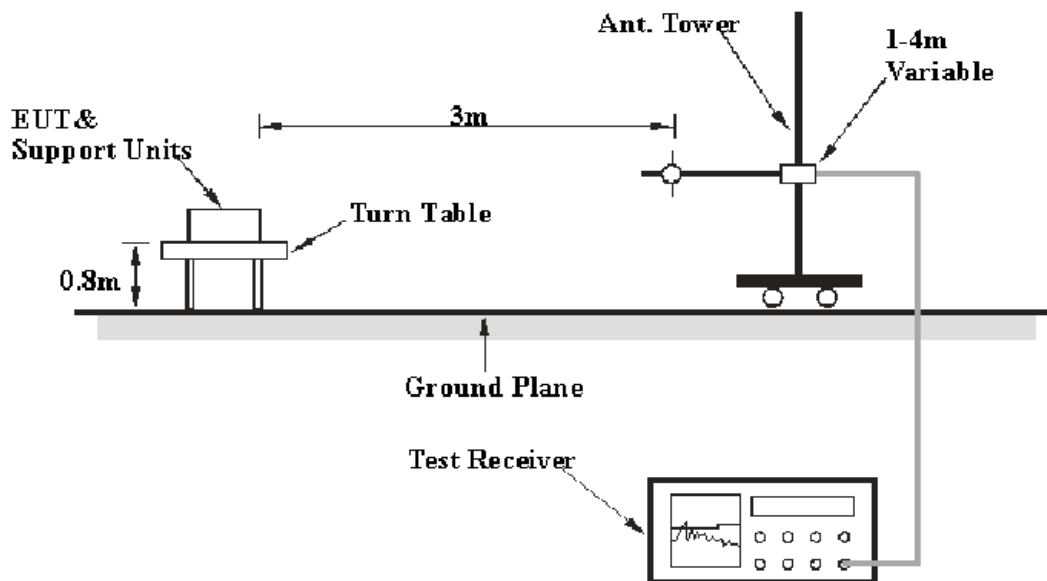 Ant. Tower
1-4m
Variable
3m
EUT&
Support Units
Turn Table
0.8m
Ground Plane
Test Receiver